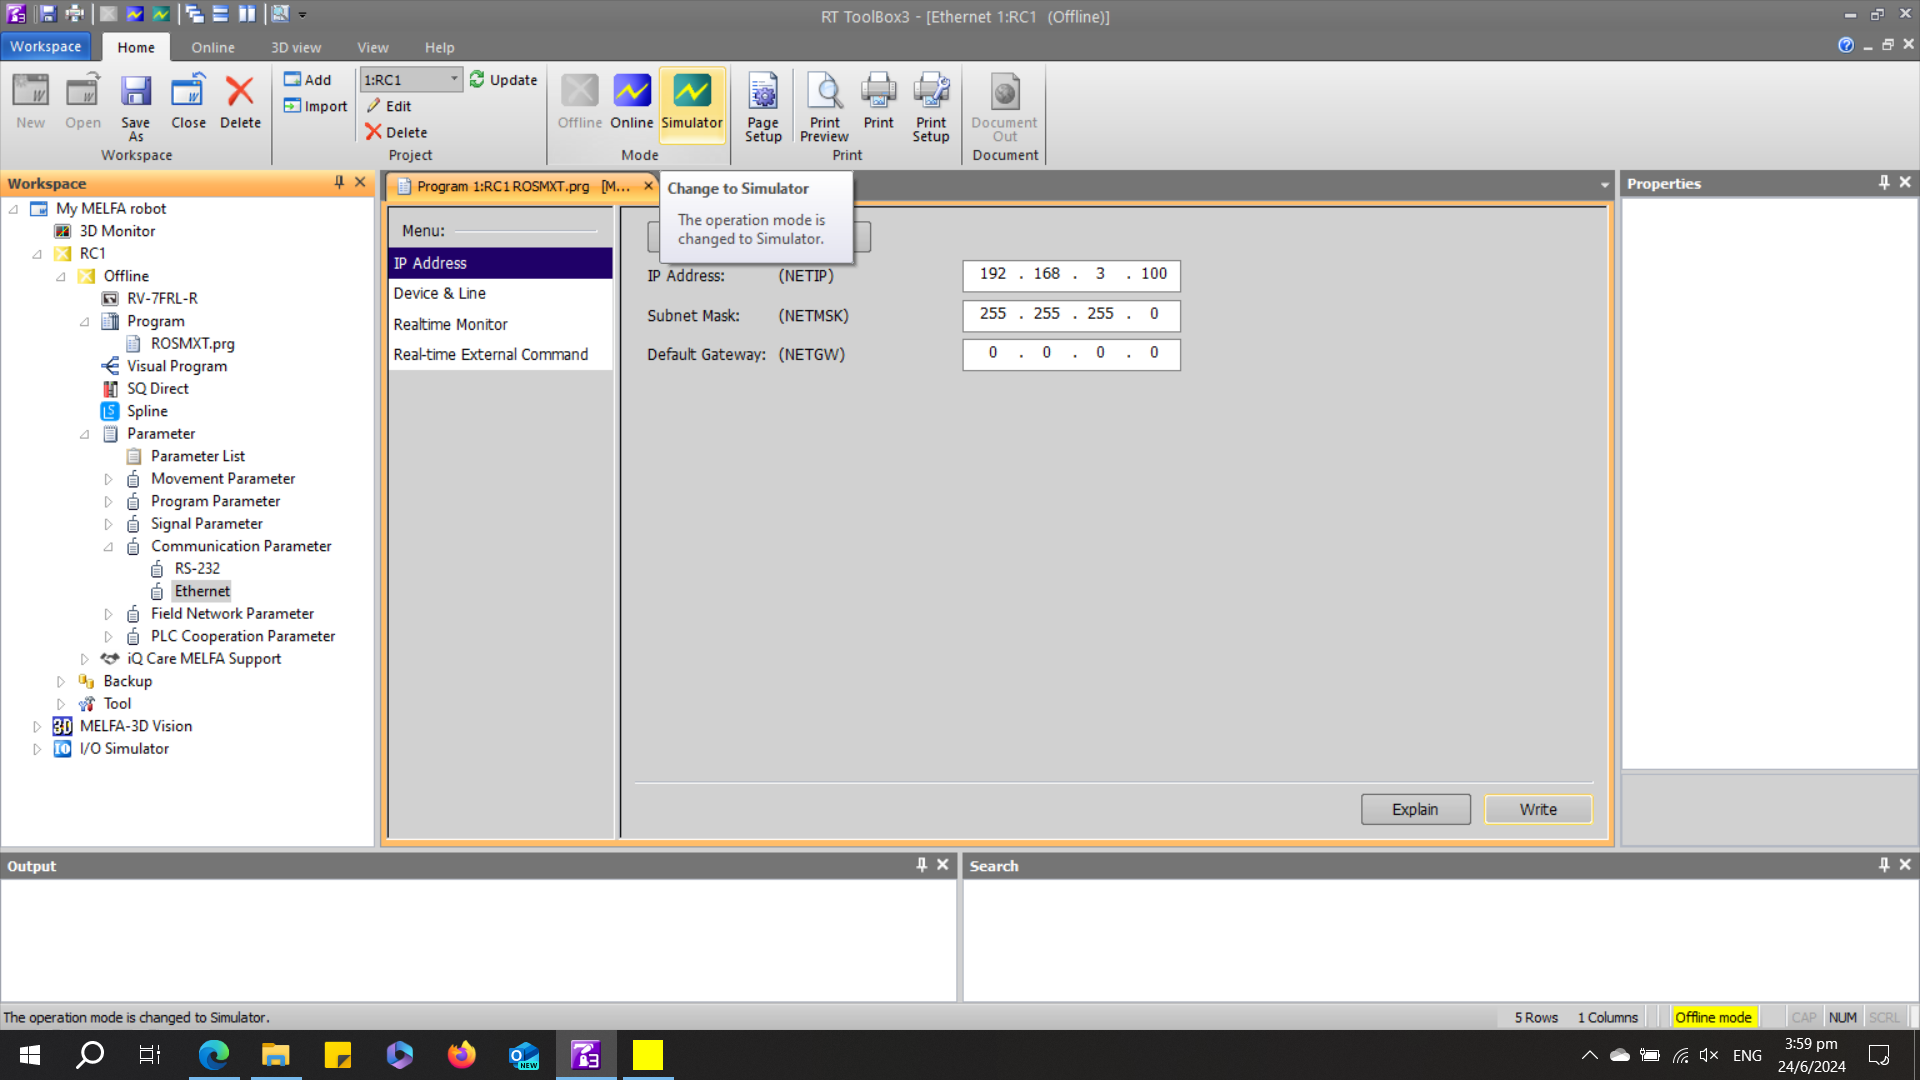 RT ToolBox3 - [Ethernet 1:RC1 (Offline)]
Workspace
Home
Online
3D view
View
Help
New
Open
Save As
Close
Delete
Workspace
Add
Import
1:RC1
Update
Edit
Delete
Project
Offline
Online
Simulator
Mode
Page Setup
Print Preview
Print
Print Setup
Print
Document Out
Document
Workspace
My MELFA robot
3D Monitor
RC1
Offline
RV-7FRL-R
Program
ROSMXT.prg
Visual Program
SQ Direct
Spline
Parameter
Parameter List
Movement Parameter
Program Parameter
Signal Parameter
Communication Parameter
RS-232
Ethernet
Field Network Parameter
PLC Cooperation Parameter
iQ Care MELFA Support
Backup
Tool
MELFA-3D Vision
I/O Simulator
Program 1:RC1 ROSMXT.prg [M...
Change to Simulator
The operation mode is
changed to Simulator.
Menu:
IP Address
Device & Line
Realtime Monitor
Real-time External Command
IP Address: (NETIP) 192 . 168 . 3 . 100
Subnet Mask: (NETMSK) 255 . 255 . 255 . 0
Default Gateway: (NETGW) 0 . 0 . 0 . 0
Explain
Write
Properties
Output
Search
The operation mode is changed to Simulator.
5 Rows
1 Columns
Offline mode
CAP
NUM
SCRL
NEW
3
ENG
3:59 pm
24/6/2024